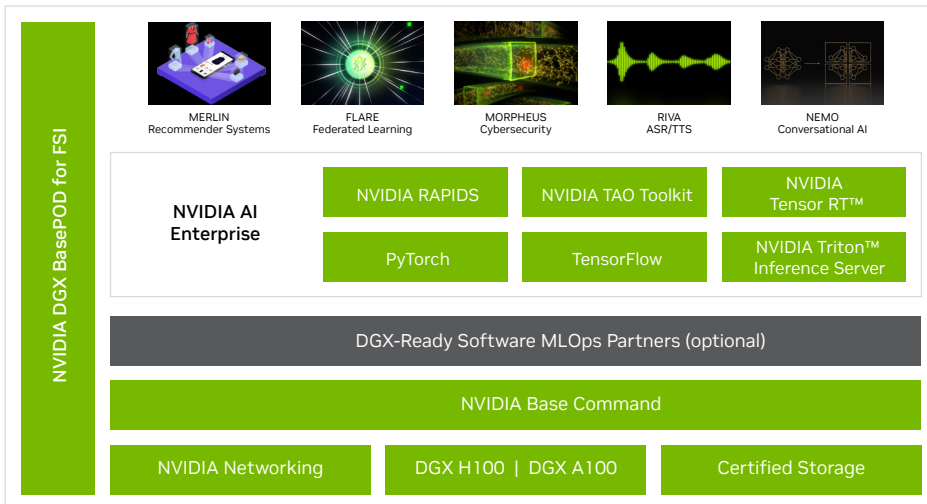 NVIDIA DGX BasePOD for FSI
MERLIN
Recommender Systems
FLARE
Federated Learning
MORPHEUS
Cybersecurity
RIVA
ASR/TTS
NEMO
Conversational AI
NVIDIA AI
Enterprise
NVIDIA RAPIDS
NVIDIA TAO Toolkit
NVIDIA
Tensor RT™
PyTorch
TensorFlow
NVIDIA Triton™
Inference Server
DGX-Ready Software MLOps Partners (optional)
NVIDIA Base Command
NVIDIA Networking
DGX H100 | DGX A100
Certified Storage